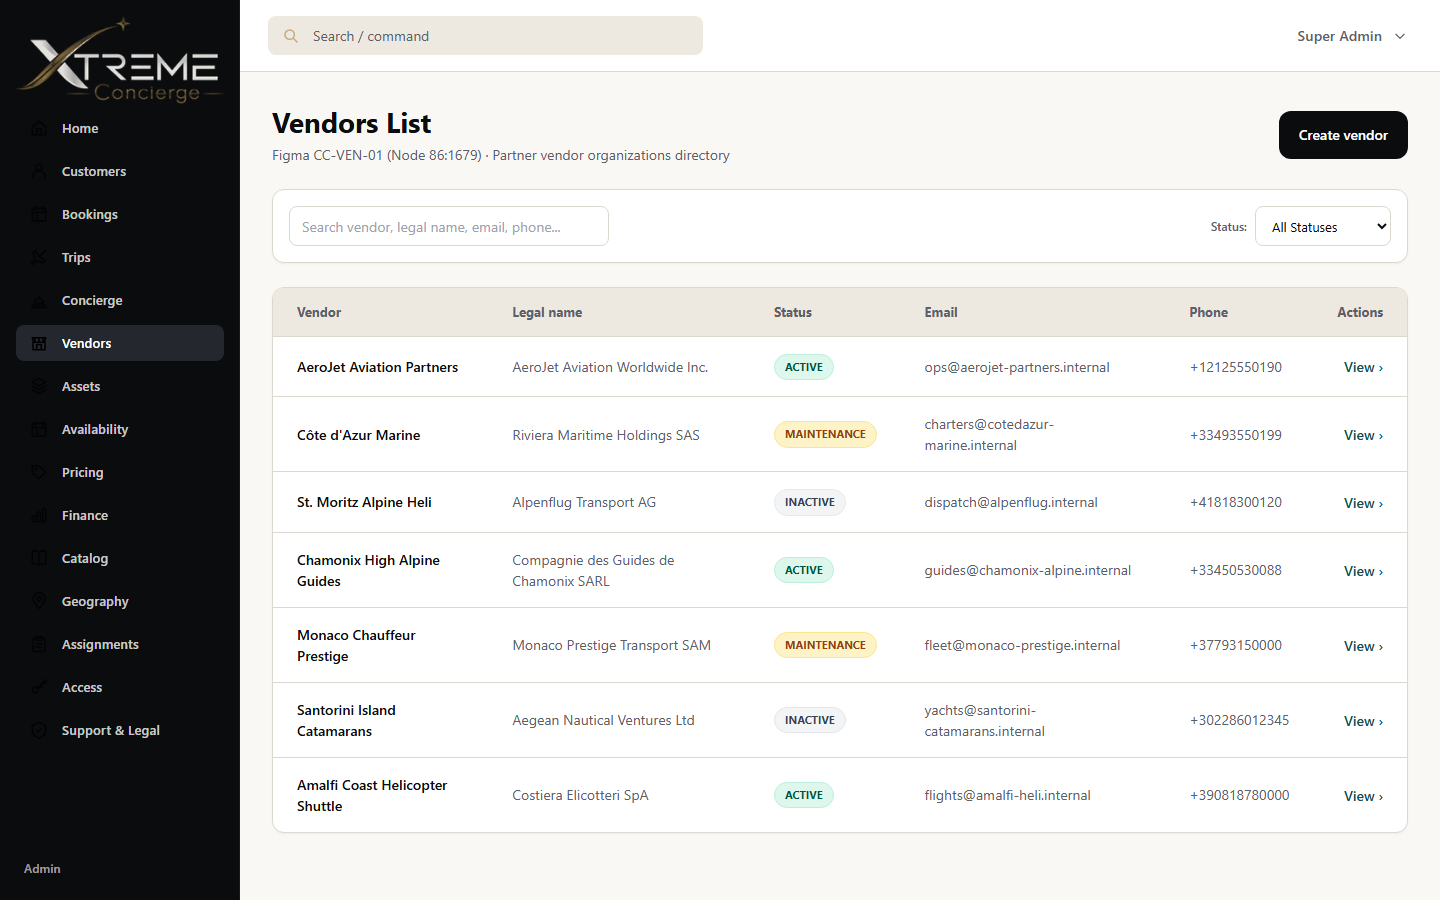 XTREME
Concierge
Search / command
Super Admin
Home
Customers
Bookings
Trips
Concierge
Vendors
Assets
Availability
Pricing
Finance
Catalog
Geography
Assignments
Access
Support & Legal
Admin
Vendors List
Figma CC-VEN-01 (Node 86:1679) · Partner vendor organizations directory
Create vendor
Search vendor, legal name, email, phone...
Status: All Statuses
Vendor Legal name Status Email Phone Actions
AeroJet Aviation Partners AeroJet Aviation Worldwide Inc. ACTIVE ops@aerojet-partners.internal +12125550190 View ›
Côte d'Azur Marine Riviera Maritime Holdings SAS MAINTENANCE charters@cotedazur-
marine.internal +33493550199 View ›
St. Moritz Alpine Heli Alpenflug Transport AG INACTIVE dispatch@alpenflug.internal +41818300120 View ›
Chamonix High Alpine
Guides Compagnie des Guides de
Chamonix SARL ACTIVE guides@chamonix-alpine.internal +33450530088 View ›
Monaco Chauffeur
Prestige Monaco Prestige Transport SAM MAINTENANCE fleet@monaco-prestige.internal +37793150000 View ›
Santorini Island
Catamarans Aegean Nautical Ventures Ltd INACTIVE yachts@santorini-
catamarans.internal +302286012345 View ›
Amalfi Coast Helicopter
Shuttle Costiera Elicotteri SpA ACTIVE flights@amalfi-heli.internal +390818780000 View ›